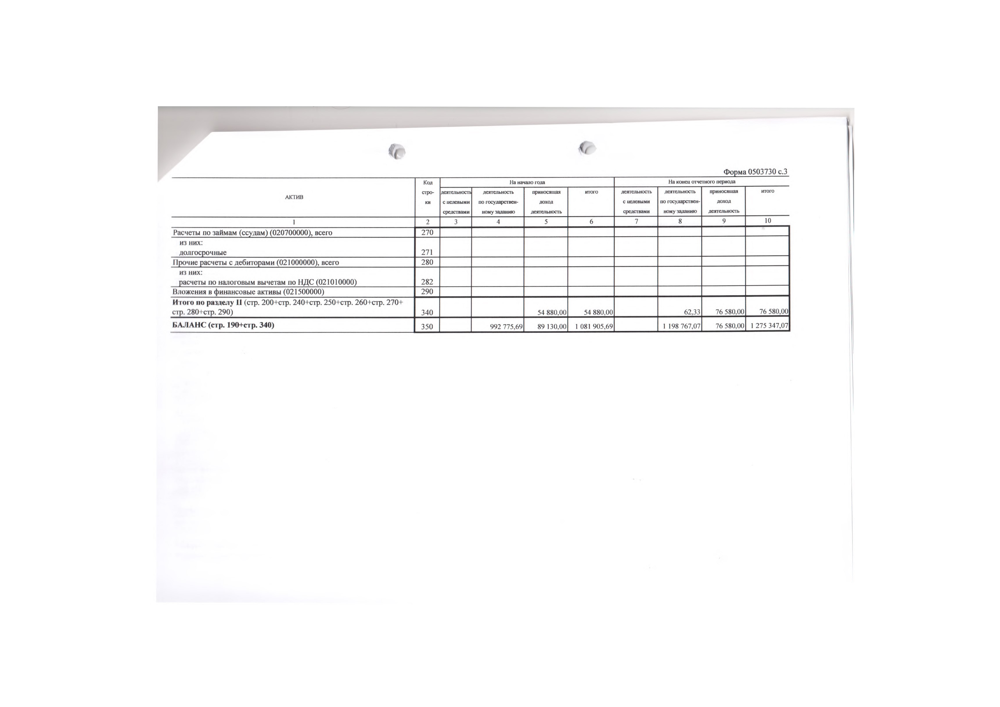 Форма 0503730 с.3
АКТИВ
Код
стро-
ки
На начало года
На конец отчетного периода
деятельность
с целевыми
средствами
деятельность
по государствен-
ному заданию
приносящая
доход
деятельность
итого
деятельность
с целевыми
средствами
деятельность
по государствен-
ному заданию
приносящая
доход
деятельность
итого
1 2 3 4 5 6 7 8 9 10
Расчеты по займам (ссудам) (020700000), всего 270
из них:
долгосрочные 271
Прочие расчеты с дебиторами (021000000), всего 280
из них:
расчеты по налоговым вычетам по НДС (021010000) 282
Вложения в финансовые активы (021500000) 290
Итого по разделу II (стр. 200+стр. 240+стр. 250+стр. 260+стр. 270+
стр. 280+стр. 290) 340 54 880,00 54 880,00 62,33 76 580,00 76 580,00
БАЛАНС (стр. 190+стр. 340) 350 992 775,69 89 130,00 1 081 905,69 1 198 767,07 76 580,00 1 275 347,07